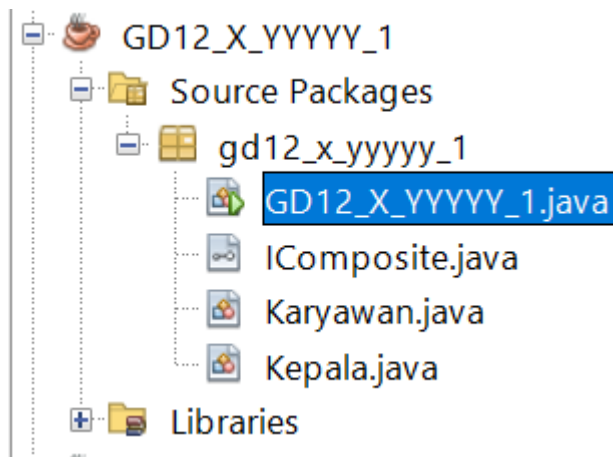 GD12_X_YYYYY_1
Source Packages
gd12_x_yyyyy_1
GD12_X_YYYYY_1.java
IComposite.java
Karyawan.java
Kepala.java
Libraries